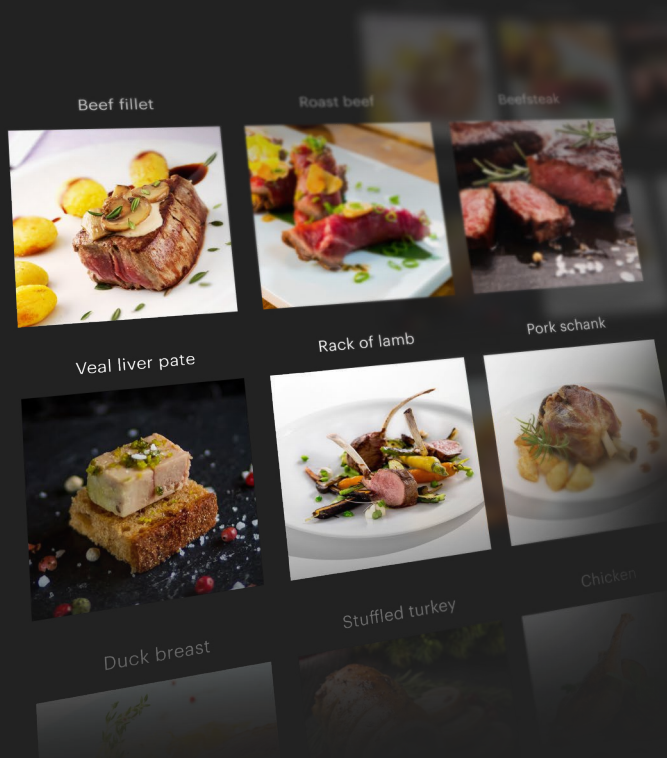 Beef fillet
Roast beef
Beefsteak
Veal liver pate
Rack of lamb
Pork schank
Duck breast
Stuffled turkey
Chicken